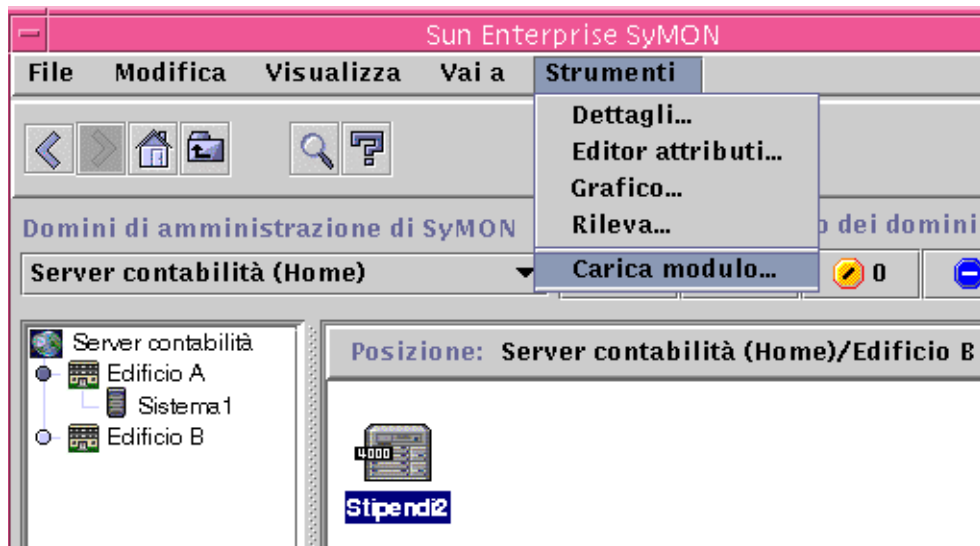 Sun Enterprise SyMON
File Modifica Visualizza Vai a Strumenti
Dettagli...
Editor attributi...
Grafico...
Rileva...
Carica modulo...
Domini di amministrazione di SyMON
dei domini
Server contabilità (Home)
0
Server contabilità
Edificio A
Sistema1
Edificio B
Posizione: Server contabilità (Home)/Edificio B
4000
Stipendi2